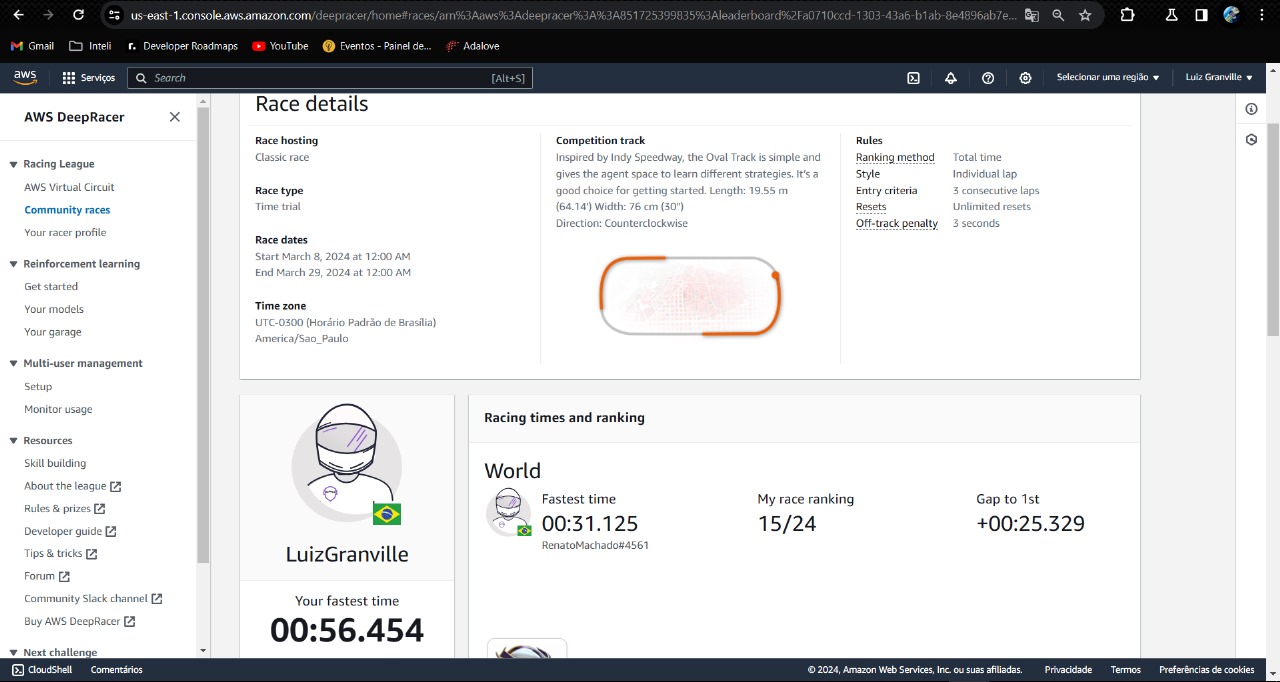 us-east-1.console.aws.amazon.com/deepracer/home#races/arn%3Aaws%3Adeepracer%3A%3A851725399835%3Aleaderboard%2Fa0710ccd-1303-43a6-b1ab-8e4896ab7e...
Gmail
Inteli
Developer Roadmaps
YouTube
Eventos - Painel de...
Adalove
aws
Serviços
Search
[Alt+S]
Selecionar uma região
Luiz Granville
AWS DeepRacer
Racing League
AWS Virtual Circuit
Community races
Your racer profile
Reinforcement learning
Get started
Your models
Your garage
Multi-user management
Setup
Monitor usage
Resources
Skill building
About the league
Rules & prizes
Developer guide
Tips & tricks
Forum
Community Slack channel
Buy AWS DeepRacer
Next challenge
Race details
Race hosting
Classic race
Race type
Time trial
Race dates
Start March 8, 2024 at 12:00 AM
End March 29, 2024 at 12:00 AM
Time zone
UTC-0300 (Horário Padrão de Brasília)
America/Sao_Paulo
Competition track
Inspired by Indy Speedway, the Oval Track is simple and
gives the agent space to learn different strategies. It's a
good choice for getting started. Length: 19.55 m
(64.14') Width: 76 cm (30")
Direction: Counterclockwise
Rules
Ranking method Total time
Style Individual lap
Entry criteria 3 consecutive laps
Resets Unlimited resets
Off-track penalty 3 seconds
LuizGranville
Your fastest time
00:56.454
Racing times and ranking
World
Fastest time
00:31.125
RenatoMachado#4561
My race ranking
15/24
Gap to 1st
+00:25.329
CloudShell
Comentários
© 2024, Amazon Web Services, Inc. ou suas afiliadas.
Privacidade
Termos
Preferências de cookies